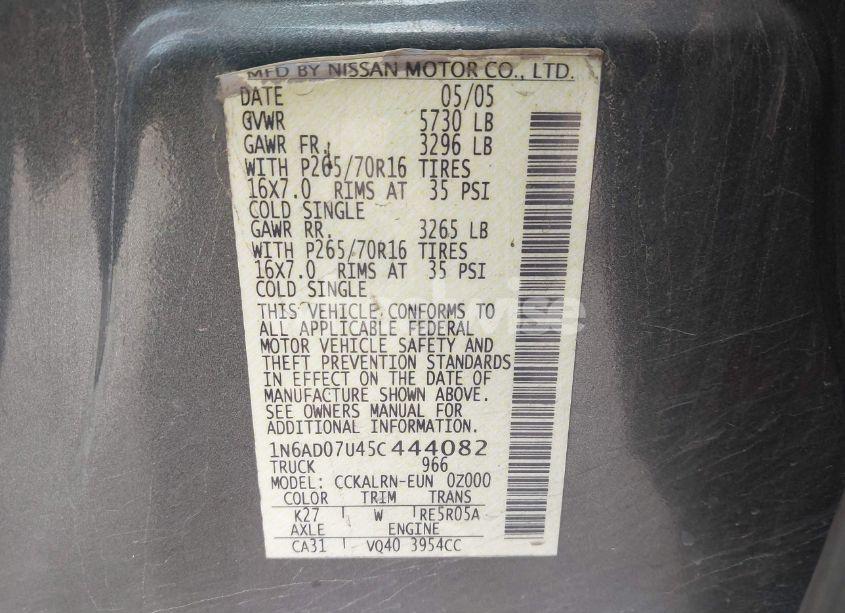 MFD BY NISSAN MOTOR CO., LTD.
DATE 05/05
GVWR 5730 LB
GAWR FR. 3296 LB
WITH P265/70R16 TIRES
16X7.0 RIMS AT 35 PSI
COLD SINGLE
GAWR RR. 3265 LB
WITH P265/70R16 TIRES
16X7.0 RIMS AT 35 PSI
COLD SINGLE
THIS VEHICLE CONFORMS TO
ALL APPLICABLE FEDERAL
MOTOR VEHICLE SAFETY AND
THEFT PREVENTION STANDARDS
IN EFFECT ON THE DATE OF
MANUFACTURE SHOWN ABOVE.
SEE OWNERS MANUAL FOR
ADDITIONAL INFORMATION.
1N6AD07U45C444082
TRUCK 966
MODEL: CCKALRN-EUN 0Z000
COLOR TRIM TRANS
K27 W RE5R05A
AXLE ENGINE
CA31 VQ40 3954CC